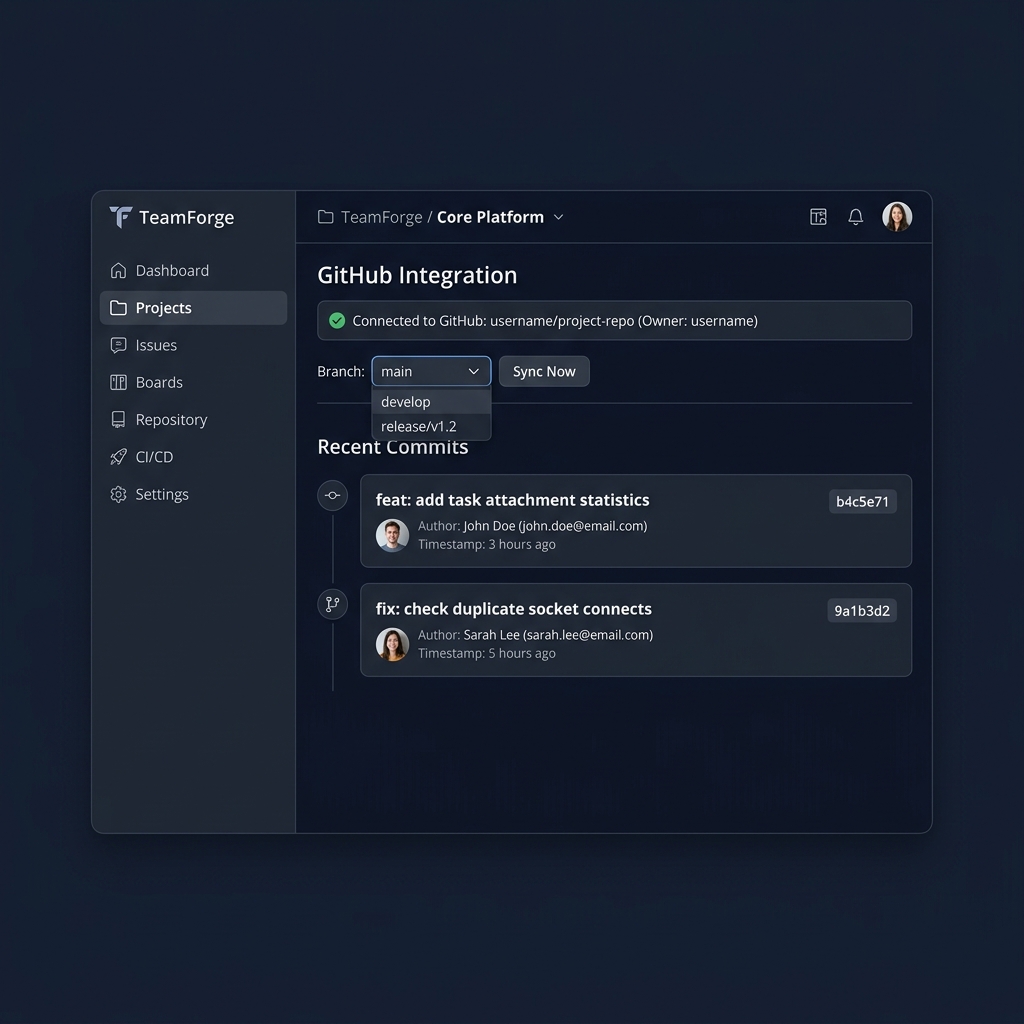 TeamForge
Dashboard
Projects
Issues
Boards
Repository
CI/CD
Settings
TeamForge / Core Platform
GitHub Integration
Connected to GitHub: username/project-repo (Owner: username)
Branch: main Sync Now
develop
release/v1.2
Recent Commits
feat: add task attachment statistics b4c5e71
Author: John Doe (john.doe@email.com)
Timestamp: 3 hours ago
fix: check duplicate socket connects 9a1b3d2
Author: Sarah Lee (sarah.lee@email.com)
Timestamp: 5 hours ago